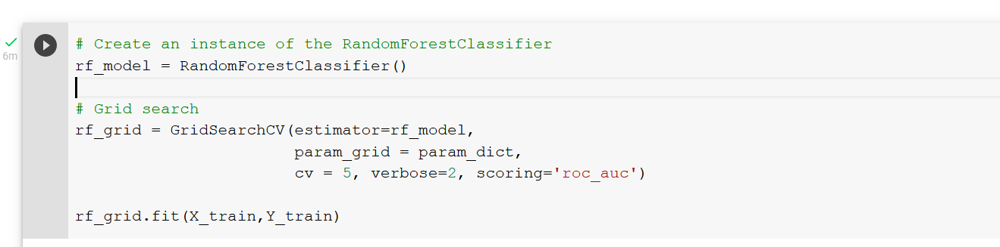 # Create an instance of the RandomForestClassifier
6m
rf_model = RandomForestClassifier()
# Grid search
rf_grid = GridSearchCV(estimator=rf_model,
param_grid = param_dict,
cv = 5, verbose=2, scoring='roc_auc')
rf_grid.fit(X_train,Y_train)